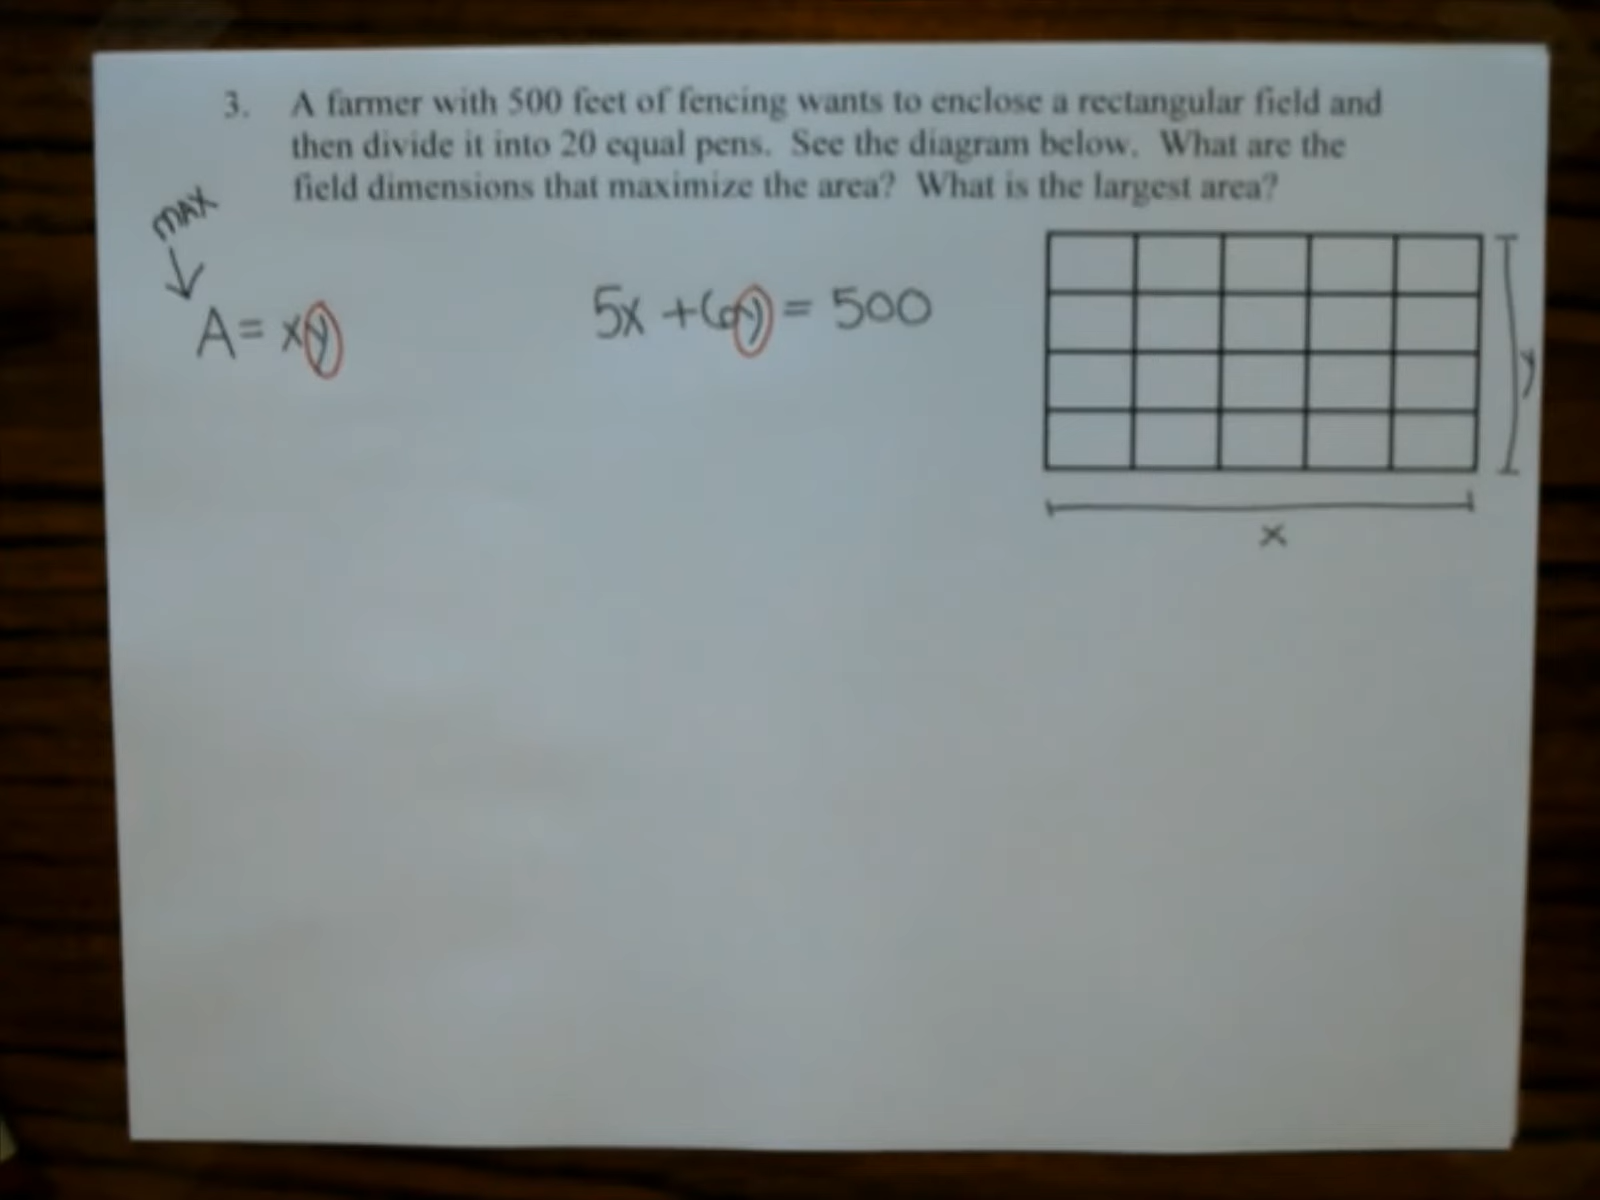 3. A farmer with 500 feet of fencing wants to enclose a rectangular field and
then divide it into 20 equal pens. See the diagram below. What are the
field dimensions that maximize the area? What is the largest area?
MAX
A = xy
5x + 6y = 500
y
x